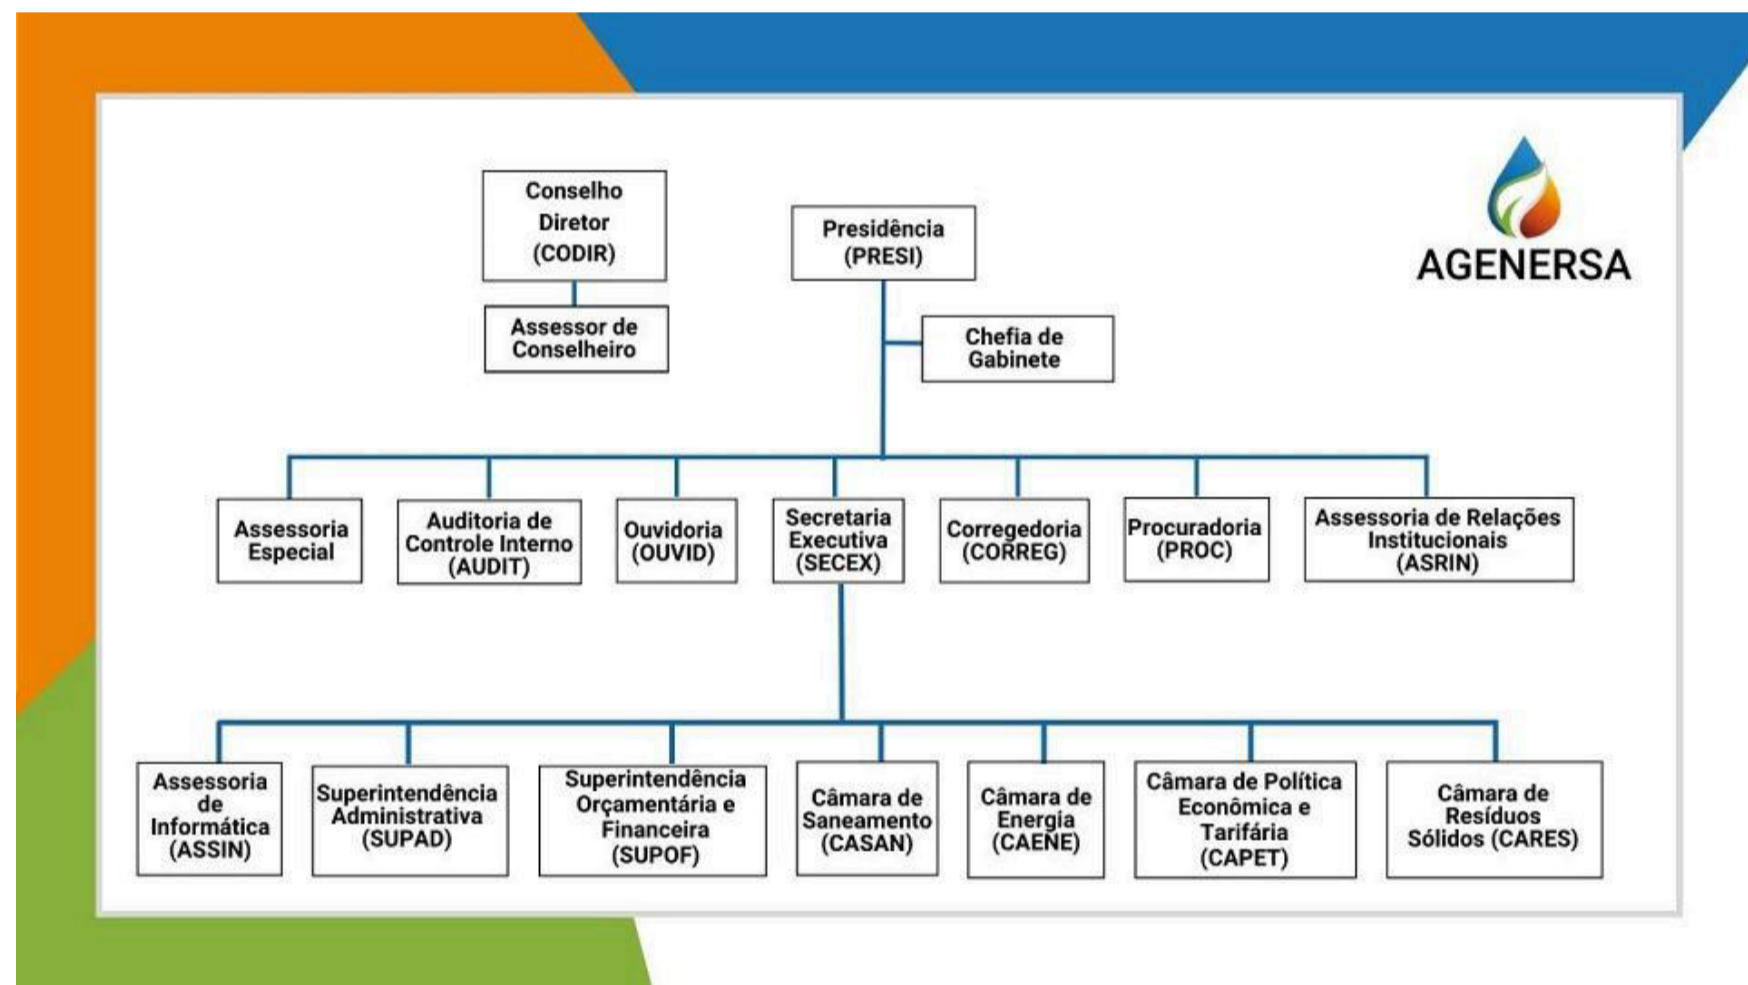 Conselho
Diretor
(CODIR)
Presidência
(PRESI)
AGENERSA
Assessor de
Conselheiro
Chefia de
Gabinete
Assessoria
Especial
Auditoria de
Controle Interno
(AUDIT)
Ouvidoria
(OUVID)
Secretaria
Executiva
(SECEX)
Corregedoria
(CORREG)
Procuradoria
(PROC)
Assessoria de Relações
Institucionais
(ASRIN)
Assessoria
de
Informática
(ASSIN)
Superintendência
Administrativa
(SUPAD)
Superintendência
Orçamentária e
Financeira
(SUPOF)
Câmara de
Saneamento
(CASAN)
Câmara de
Energia
(CAENE)
Câmara de Política
Econômica e
Tarifária
(CAPET)
Câmara de
Resíduos
Sólidos (CARES)